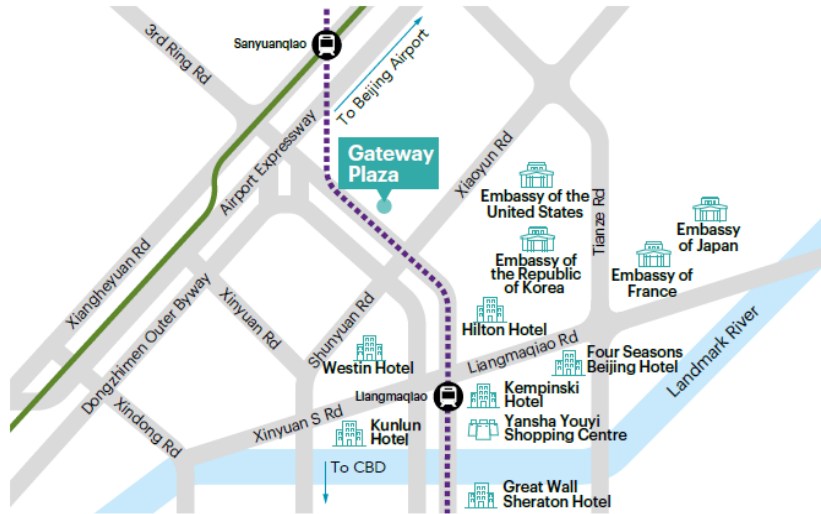 Sanyuanqiao
3rd Ring Rd
To Beijing Airport
Airport Expressway
Gateway
Plaza
Xiaoyun Rd
Embassy of the
United States
Tianze Rd
Embassy
of Japan
Embassy of
the Republic
of Korea
Embassy of
France
Xiangheyuan Rd
Dongzhimen Outer Byway
Xinyuan Rd
Shunyuan Rd
Hilton Hotel
Westin Hotel
Liangmaqiao Rd
Four Seasons
Beijing Hotel
Landmark River
Liangmaqiao
Kempinski
Hotel
Xindong Rd
Xinyuan S Rd
Kunlun
Hotel
Yansha Youyi
Shopping Centre
To CBD
Great Wall
Sheraton Hotel